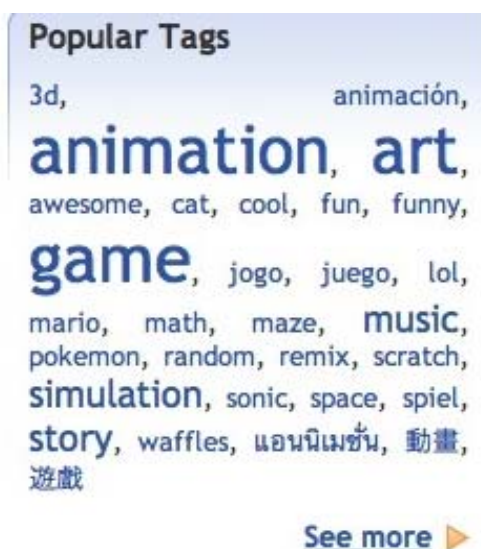 Popular Tags
3d, animación,
animation, art,
awesome, cat, cool, fun, funny,
game, jogo, juego, lol,
mario, math, maze, music,
pokemon, random, remix, scratch,
simulation, sonic, space, spiel,
story, waffles, แอนนิเมชั่น, 動畫,
遊戲
See more